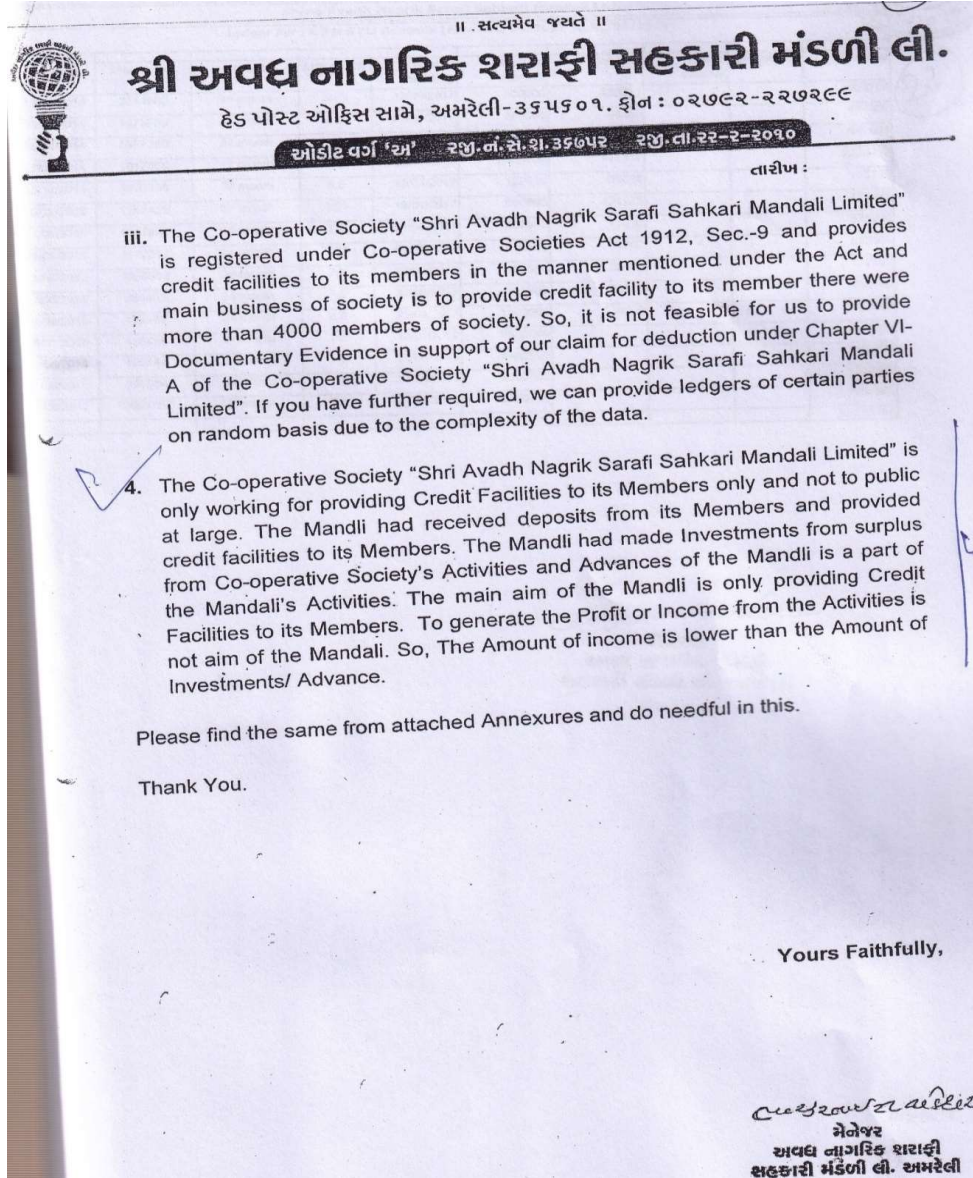 ॥ સત્યમેવ જયતે ॥
શ્રી અવધ નાગરિક શરાફી સહકારી મંડળી લી.
હેડ પોસ્ટ ઓફિસ સામે, અમરેલી-૩૬૫૬૦૧. ફોન : ૦૨૭૯૨-૨૨૭૨૯૯
ઓડીટ વર્ગ ‘અ’ રજી.નં.સે.શ.૩૬૭૫૨ રજી.તા.૨૨-૨-૨૦૧૦
તારીખ :
iii. The Co-operative Society “Shri Avadh Nagrik Sarafi Sahkari Mandali Limited”
is registered under Co-operative Societies Act 1912, Sec.-9 and provides
credit facilities to its members in the manner mentioned under the Act and
main business of society is to provide credit facility to its member there were
more than 4000 members of society. So, it is not feasible for us to provide
Documentary Evidence in support of our claim for deduction under Chapter VI-
A of the Co-operative Society “Shri Avadh Nagrik Sarafi Sahkari Mandali
Limited”. If you have further required, we can provide ledgers of certain parties
on random basis due to the complexity of the data.
4. The Co-operative Society “Shri Avadh Nagrik Sarafi Sahkari Mandali Limited” is
only working for providing Credit Facilities to its Members only and not to public
at large. The Mandli had received deposits from its Members and provided
credit facilities to its Members. The Mandli had made Investments from surplus
from Co-operative Society’s Activities and Advances of the Mandli is a part of
the Mandali’s Activities. The main aim of the Mandli is only providing Credit
Facilities to its Members. To generate the Profit or Income from the Activities is
not aim of the Mandali. So, The Amount of income is lower than the Amount of
Investments/ Advance.
Please find the same from attached Annexures and do needful in this.
Thank You.
Yours Faithfully,
મેનેજર
અવધ નાગરિક શરાફી
સહકારી મંડળી લી. અમરેલી